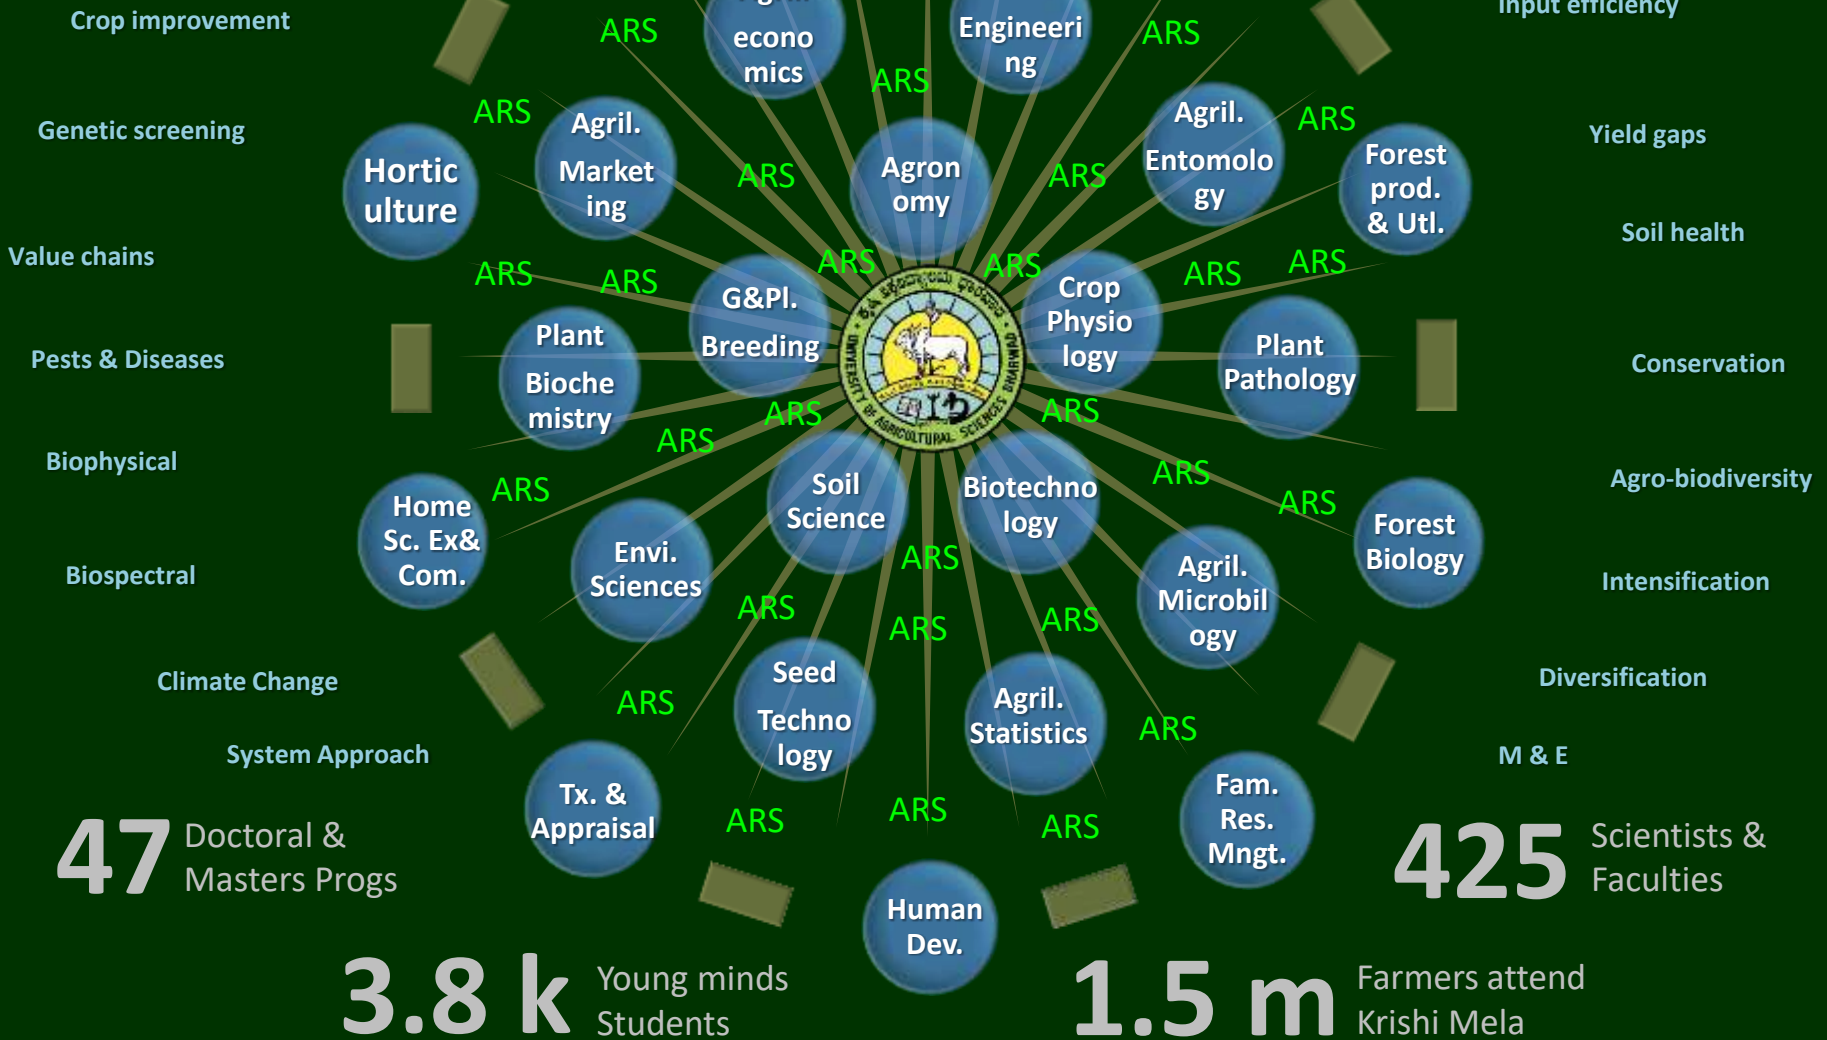 Crop improvement
Input efficiency
ARS
econo
mics
Engineeri
ng
ARS
ARS
ARS
Genetic screening
Hortic
ulture
Agril.
Market
ing
ARS
Agron
omy
ARS
Agril.
Entomolo
gy
ARS
Forest
prod.
& Utl.
Yield gaps
Soil health
Value chains
ARS
ARS
ARS
ARS
ARS
ARS
G&Pl.
Breeding
Crop
Physio
logy
Plant
Bioche
mistry
UNIVERSITY OF AGRICULTURAL SCIENCES DHARWAD
Plant
Pathology
Pests & Diseases
Conservation
ARS
ARS
ARS
Biophysical
Agro-biodiversity
ARS
ARS
ARS
Home
Sc. Ex&
Com.
Envi.
Sciences
Soil
Science
Biotechno
logy
Agril.
Microbil
ogy
Forest
Biology
ARS
Biospectral
Intensification
ARS
ARS
ARS
Climate Change
Diversification
ARS
Seed
Techno
logy
Agril.
Statistics
ARS
System Approach
M & E
Tx. &
Appraisal
Fam.
Res.
Mngt.
ARS
ARS
ARS
47 Doctoral &
Masters Progs
425 Scientists &
Faculties
Human
Dev.
3.8 k Young minds
Students
1.5 m Farmers attend
Krishi Mela